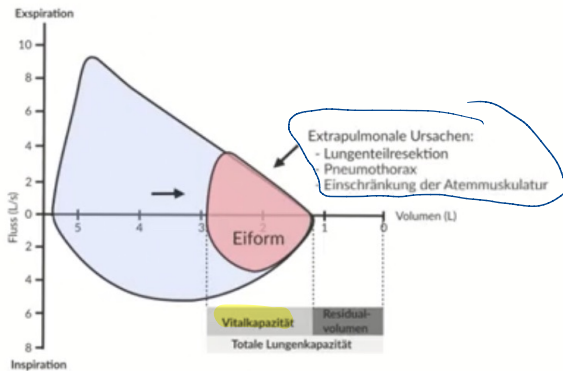 Exspiration
10
8
6
4
2
0
2
4
6
8
Fluss (L/s)
Inspiration
5
4
3
2
1
0
Volumen (L)
Extrapulmonale Ursachen:
- Lungenteilresektion
- Pneumothorax
- Einschränkung der Atemmuskulatur
Eiform
Vitalkapazität
Residual-
volumen
Totale Lungenkapazität